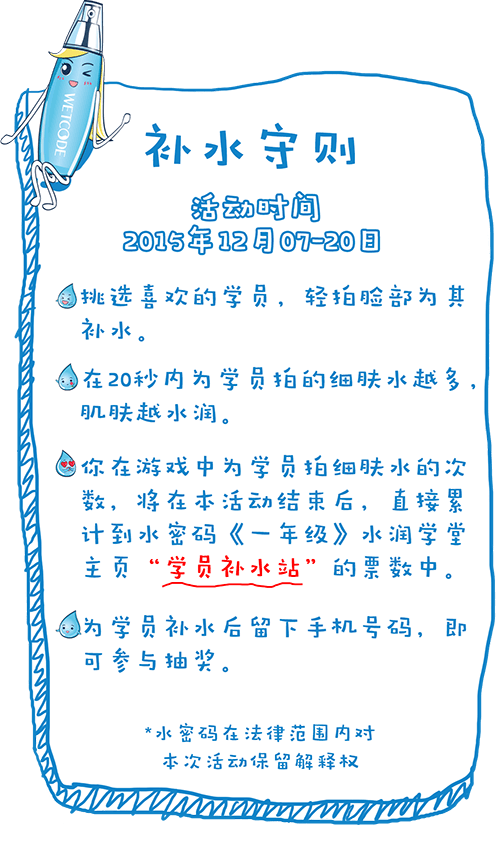 WETCODE
补水守则
活动时间
2015年12月07-20日
挑选喜欢的学员，轻拍脸部为其
补水。
在20秒内为学员拍的细肤水越多，
肌肤越水润。
你在游戏中为学员拍细肤水的次
数，将在本活动结束后，直接累
计到水密码《一年级》水润学堂
主页“学员补水站”的票数中。
为学员补水后留下手机号码，即
可参与抽奖。
*水密码在法律范围内对
本次活动保留解释权